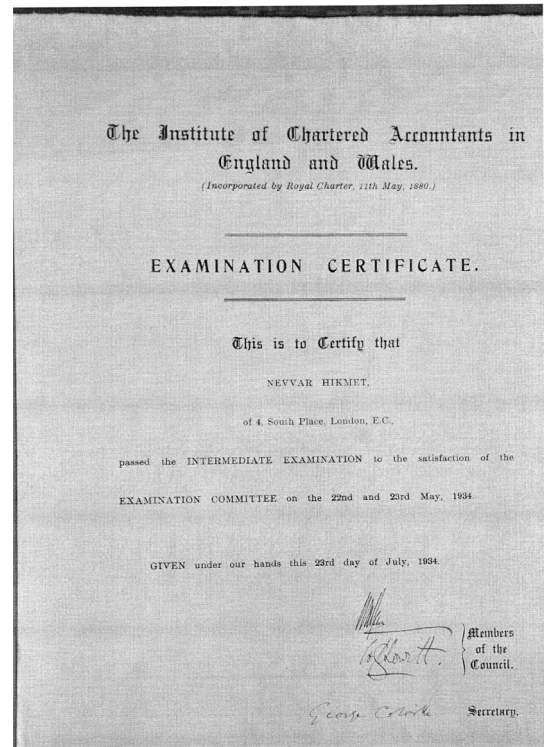 The Institute of Chartered Accountants in
England and Wales.
(Incorporated by Royal Charter, 11th May, 1880.)
EXAMINATION CERTIFICATE.
This is to Certify that
NEVVAR HIKMET,
of 4, South Place, London, E.C.,
passed the INTERMEDIATE EXAMINATION to the satisfaction of the
EXAMINATION COMMITTEE on the 22nd and 23rd May, 1934.
GIVEN under our hands this 23rd day of July, 1934.
Members
of the
Council.
George Secretary.